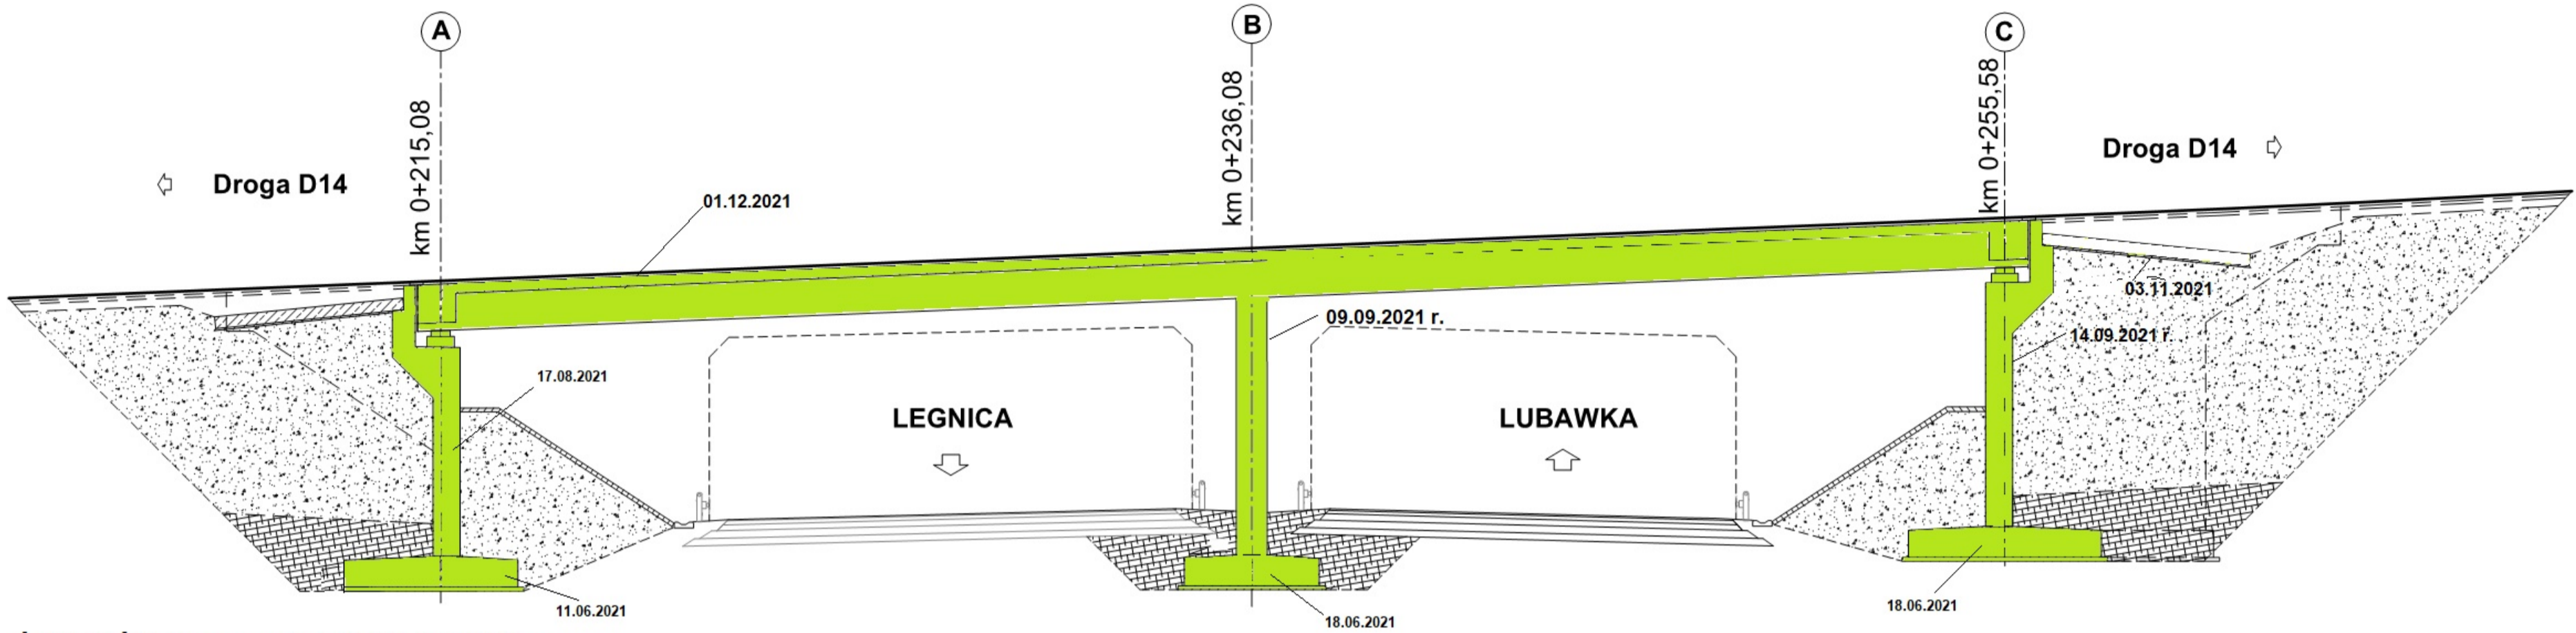 A
B
C
km 0+215,08
km 0+236,08
km 0+255,58
Droga D14
Droga D14
01.12.2021
03.11.2021
09.09.2021 r.
14.09.2021 r.
17.08.2021
LEGNICA
LUBAWKA
11.06.2021
18.06.2021
18.06.2021